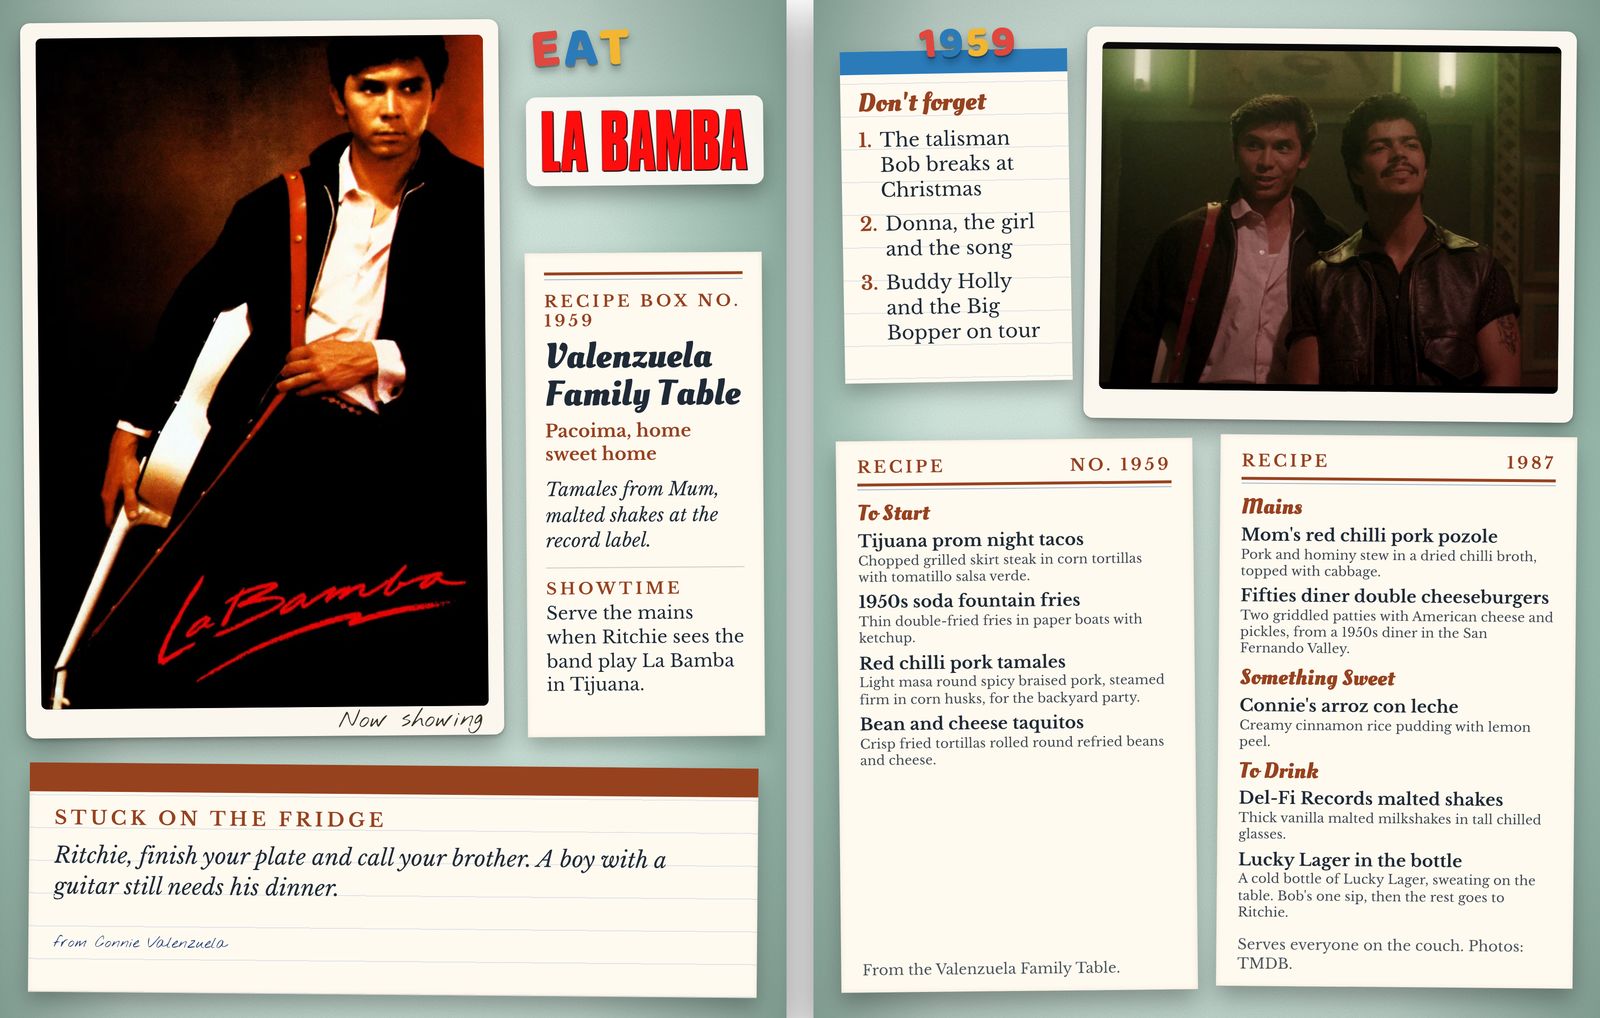 EAT
LA BAMBA
La Bamba
Now showing
RECIPE BOX NO.
1959
Valenzuela
Family Table
Pacoima, home
sweet home
Tamales from Mum,
malted shakes at the
record label.
SHOWTIME
Serve the mains
when Ritchie sees the
band play La Bamba
in Tijuana.
STUCK ON THE FRIDGE
Ritchie, finish your plate and call your brother. A boy with a
guitar still needs his dinner.
from Connie Valenzuela
1959
Don't forget
1. The talisman
Bob breaks at
Christmas
2. Donna, the girl
and the song
3. Buddy Holly
and the Big
Bopper on tour
RECIPE NO. 1959
To Start
Tijuana prom night tacos
Chopped grilled skirt steak in corn tortillas
with tomatillo salsa verde.
1950s soda fountain fries
Thin double-fried fries in paper boats with
ketchup.
Red chilli pork tamales
Light masa round spicy braised pork, steamed
firm in corn husks, for the backyard party.
Bean and cheese taquitos
Crisp fried tortillas rolled round refried beans
and cheese.
From the Valenzuela Family Table.
RECIPE 1987
Mains
Mom's red chilli pork pozole
Pork and hominy stew in a dried chilli broth,
topped with cabbage.
Fifties diner double cheeseburgers
Two griddled patties with American cheese and
pickles, from a 1950s diner in the San
Fernando Valley.
Something Sweet
Connie's arroz con leche
Creamy cinnamon rice pudding with lemon
peel.
To Drink
Del-Fi Records malted shakes
Thick vanilla malted milkshakes in tall chilled
glasses.
Lucky Lager in the bottle
A cold bottle of Lucky Lager, sweating on the
table. Bob's one sip, then the rest goes to
Ritchie.
Serves everyone on the couch. Photos:
TMDB.